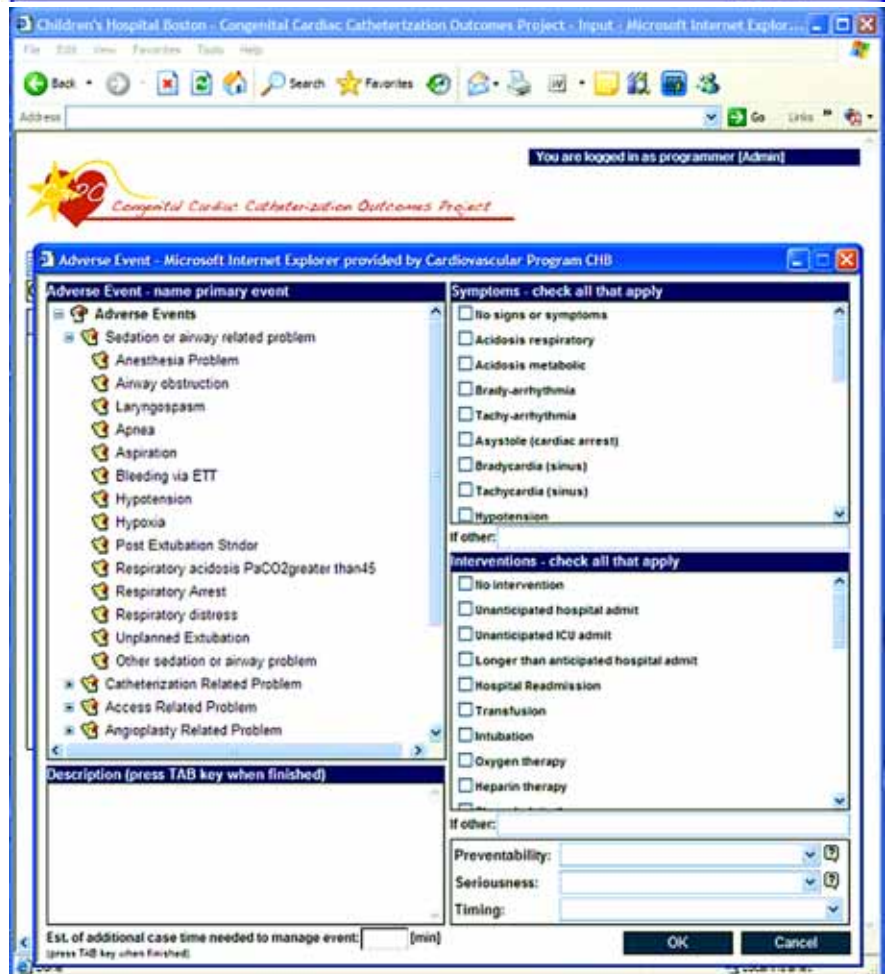 Children's Hospital Boston - Congenital Cardiac Catheterization Outcomes Project - Input - Microsoft Internet Explor...
File Edit View Favorites Tools Help
Back Search Favorites
Address Go Links »
You are logged in as programmer [Admin]
Congenital Cardiac Catheterization Outcomes Project
Adverse Event - Microsoft Internet Explorer provided by Cardiovascular Program CHB
Adverse Event - name primary event
Adverse Events
Sedation or airway related problem
Anesthesia Problem
Airway obstruction
Laryngospasm
Apnea
Aspiration
Bleeding via ETT
Hypotension
Hypoxia
Post Extubation Stridor
Respiratory acidosis PaCO2greater than45
Respiratory Arrest
Respiratory distress
Unplanned Extubation
Other sedation or airway problem
Catheterization Related Problem
Access Related Problem
Angioplasty Related Problem
Description (press TAB key when finished)
Est. of additional case time needed to manage event: [min]
(press TAB key when finished)
Symptoms - check all that apply
No signs or symptoms
Acidosis respiratory
Acidosis metabolic
Brady-arrhythmia
Tachy-arrhythmia
Asystole (cardiac arrest)
Bradycardia (sinus)
Tachycardia (sinus)
Hypotension
If other:
Interventions - check all that apply
No intervention
Unanticipated hospital admit
Unanticipated ICU admit
Longer than anticipated hospital admit
Hospital Readmission
Transfusion
Intubation
Oxygen therapy
Heparin therapy
If other:
Preventability:
Seriousness:
Timing:
OK Cancel